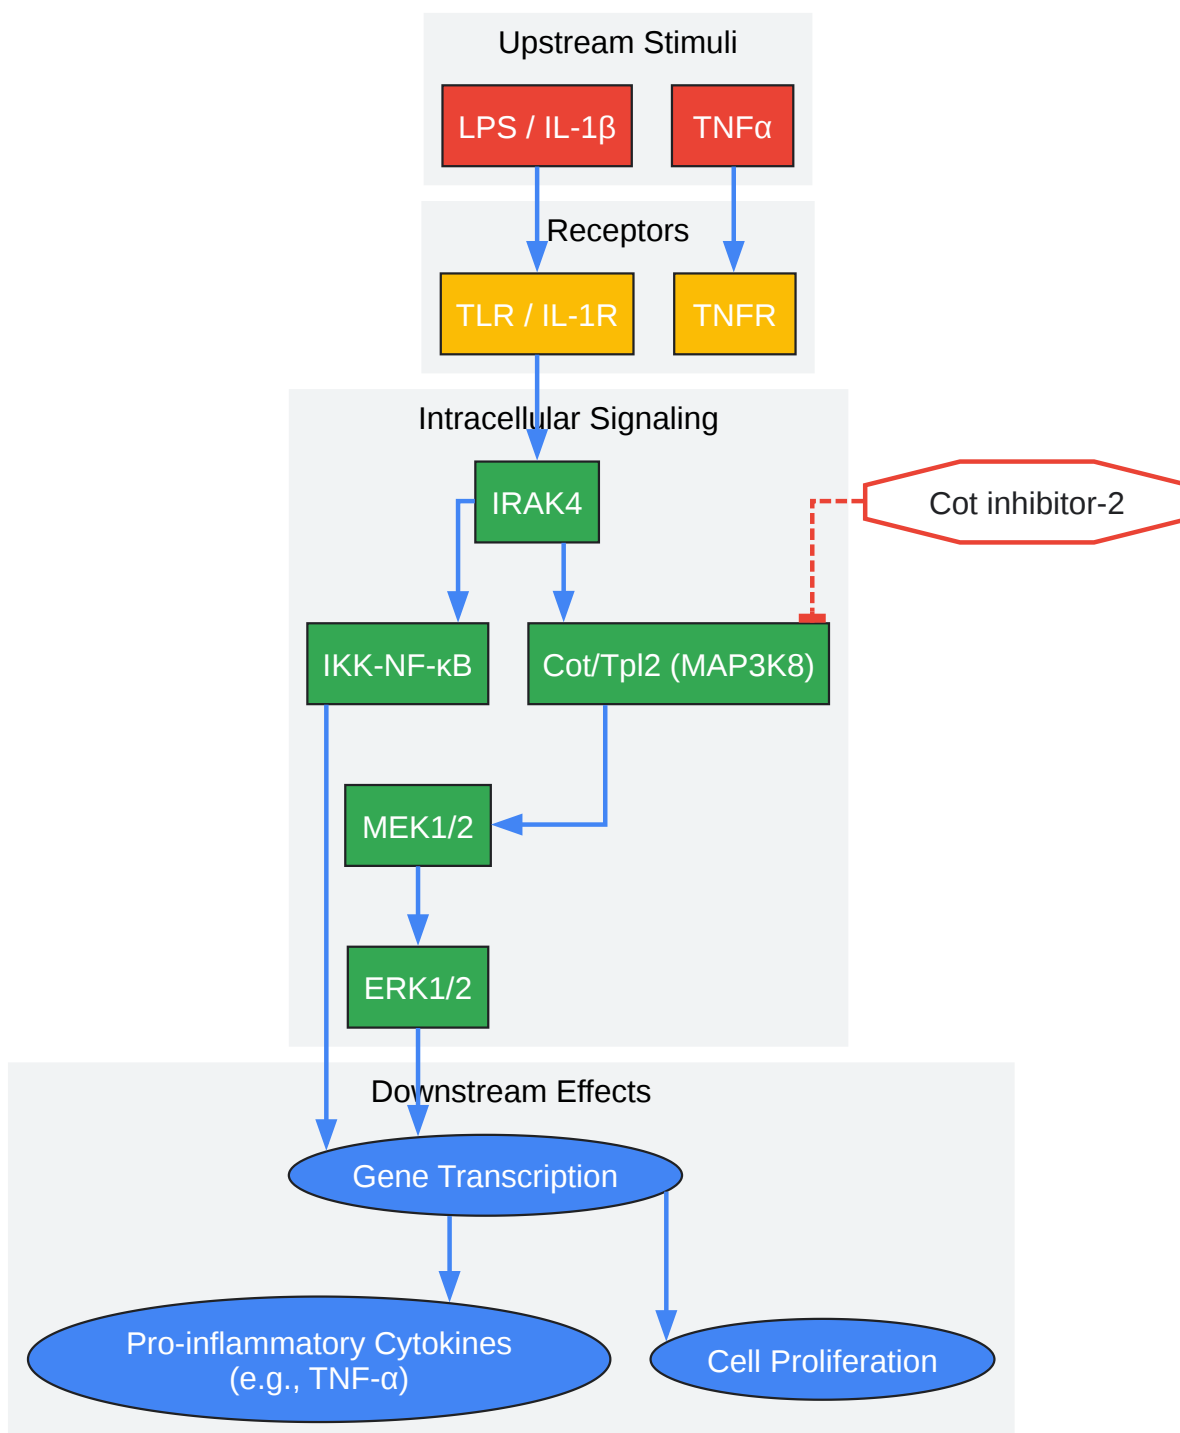 Upstream Stimuli
LPS / IL-1β
TNFα
Receptors
TLR / IL-1R
TNFR
Intracellular Signaling
IRAK4
Cot inhibitor-2
IKK-NF-κB
Cot/Tpl2 (MAP3K8)
MEK1/2
ERK1/2
Downstream Effects
Gene Transcription
Pro-inflammatory Cytokines
(e.g., TNF-α)
Cell Proliferation